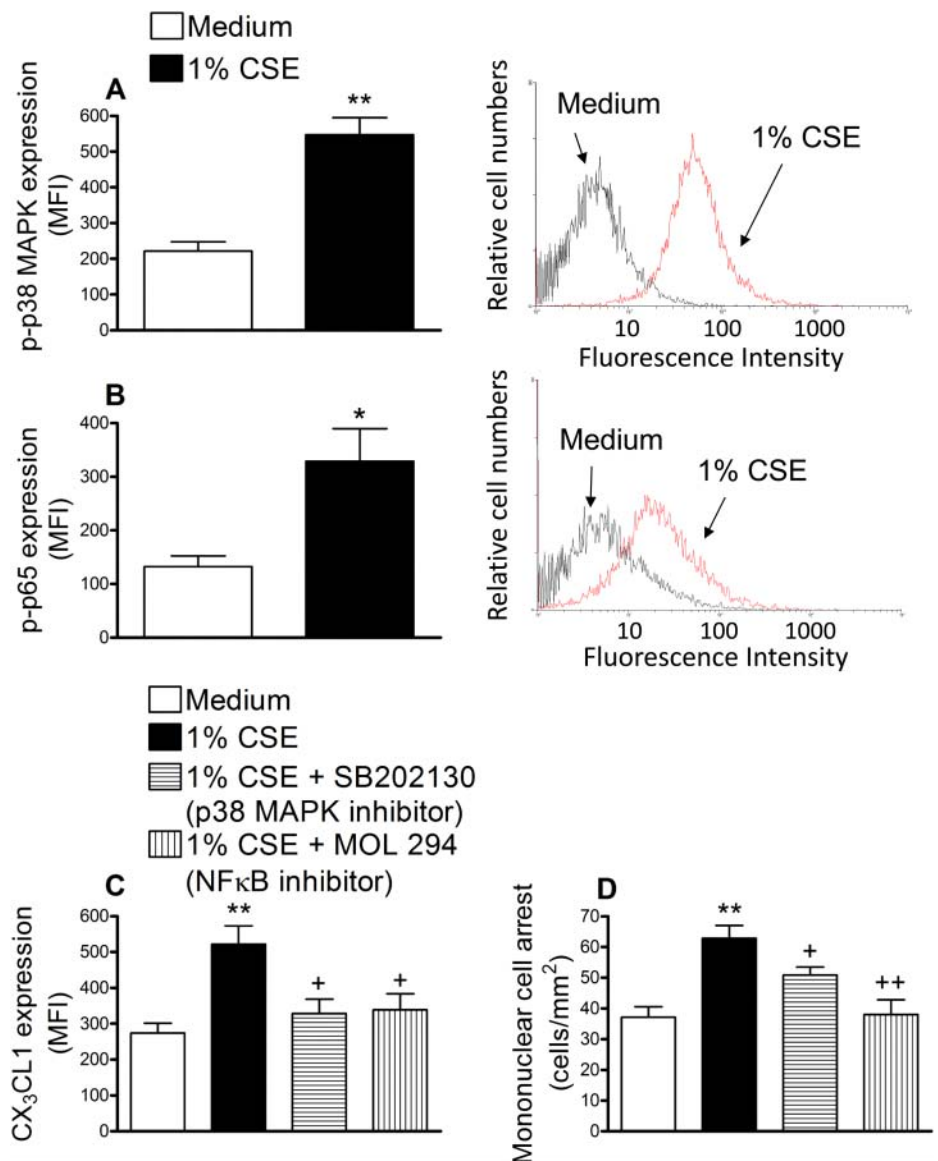 Medium
1% CSE
A
p-p38 MAPK expression
(MFI)
600
500
400
300
200
100
0
**
Relative cell numbers
Medium
1% CSE
10
100
1000
Fluorescence Intensity
B
p-p65 expression
(MFI)
400
300
200
100
0
*
Relative cell numbers
Medium
1% CSE
10
100
1000
Fluorescence Intensity
Medium
1% CSE
1% CSE + SB202130
(p38 MAPK inhibitor)
1% CSE + MOL 294
(NFκB inhibitor)
C
CX₃CL1 expression
(MFI)
600
500
400
300
200
100
0
**
+
+
D
Mononuclear cell arrest
(cells/mm²)
70
60
50
40
30
20
10
0
**
+
++